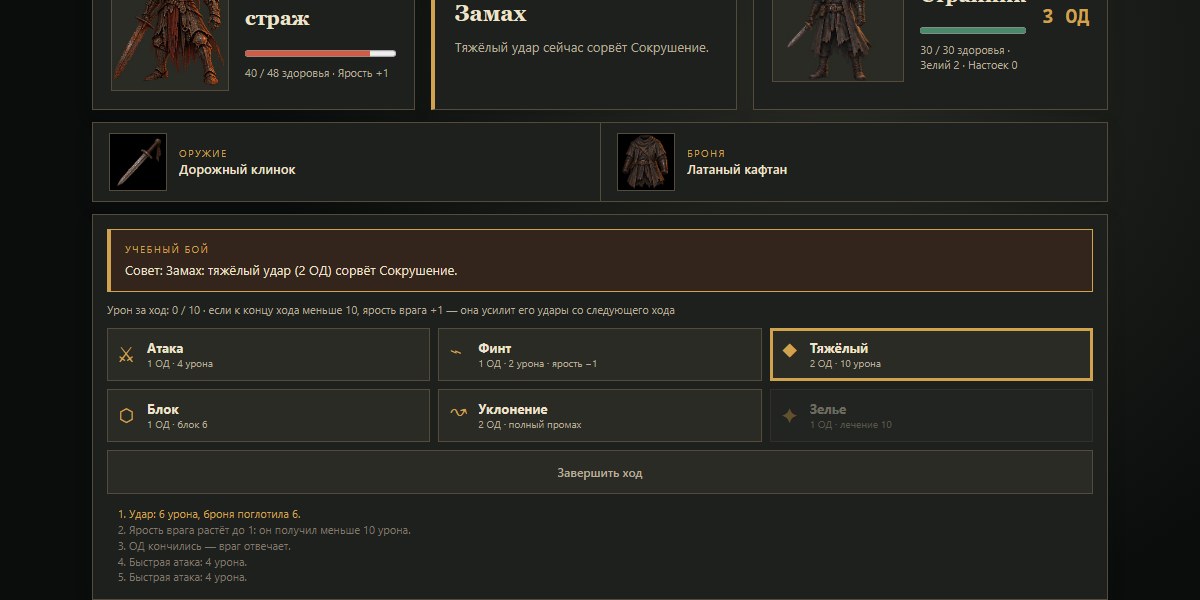 страж
40 / 48 здоровья · Ярость +1
Замах
Тяжёлый удар сейчас сорвёт Сокрушение.
3 ОД
30 / 30 здоровья ·
Зелий 2 · Настоек 0
ОРУЖИЕ
Дорожный клинок
БРОНЯ
Латаный кафтан
УЧЕБНЫЙ БОЙ
Совет: Замах: тяжёлый удар (2 ОД) сорвёт Сокрушение.
Урон за ход: 0 / 10 · если к концу хода меньше 10, ярость врага +1 — она усилит его удары со следующего хода
Атака
1 ОД · 4 урона
Финт
1 ОД · 2 урона · ярость −1
Тяжёлый
2 ОД · 10 урона
Блок
1 ОД · блок 6
Уклонение
2 ОД · полный промах
Зелье
1 ОД · лечение 10
Завершить ход
1. Удар: 6 урона, броня поглотила 6.
2. Ярость врага растёт до 1: он получил меньше 10 урона.
3. ОД кончились — враг отвечает.
4. Быстрая атака: 4 урона.
5. Быстрая атака: 4 урона.